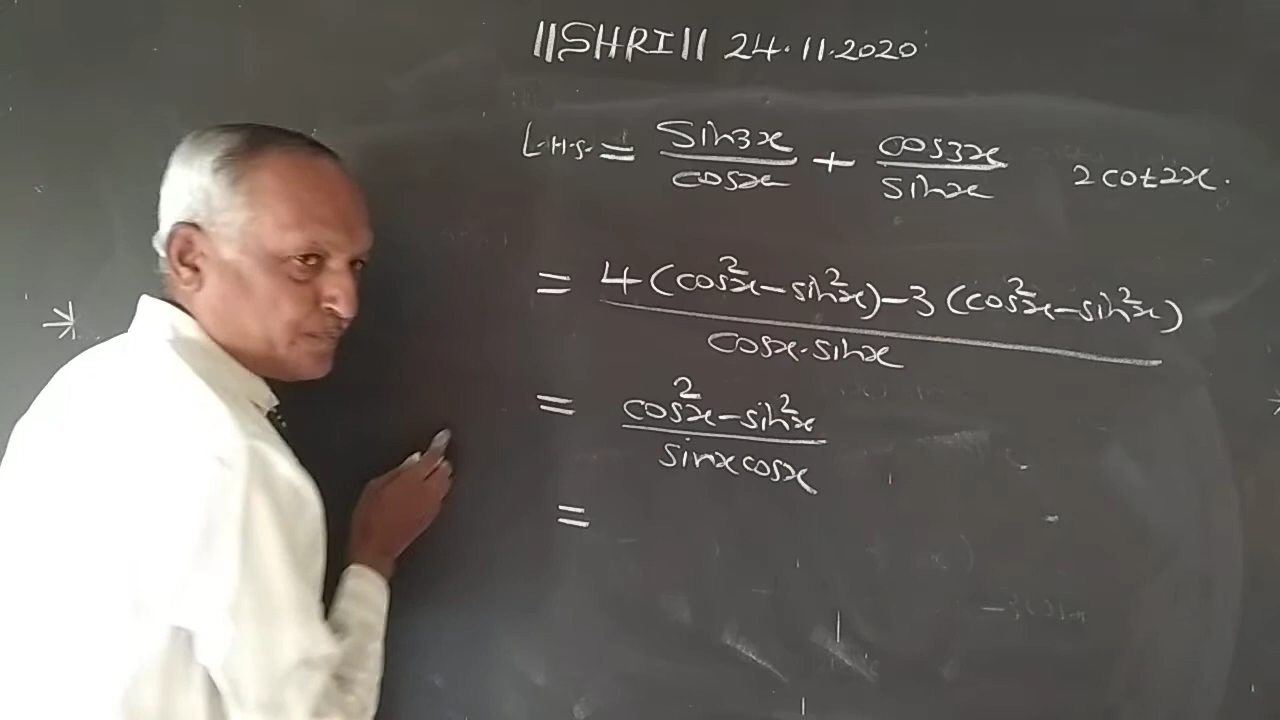 ||SHRI|| 24.11.2020
L.H.S. = sin3x/cosx + cos3x/sinx 2cot2x.
= 4(cos²x-sin²x)-3(cos²x-sin²x)/cosx.sinx
= cos²x-sin²x/sinxcosx
=